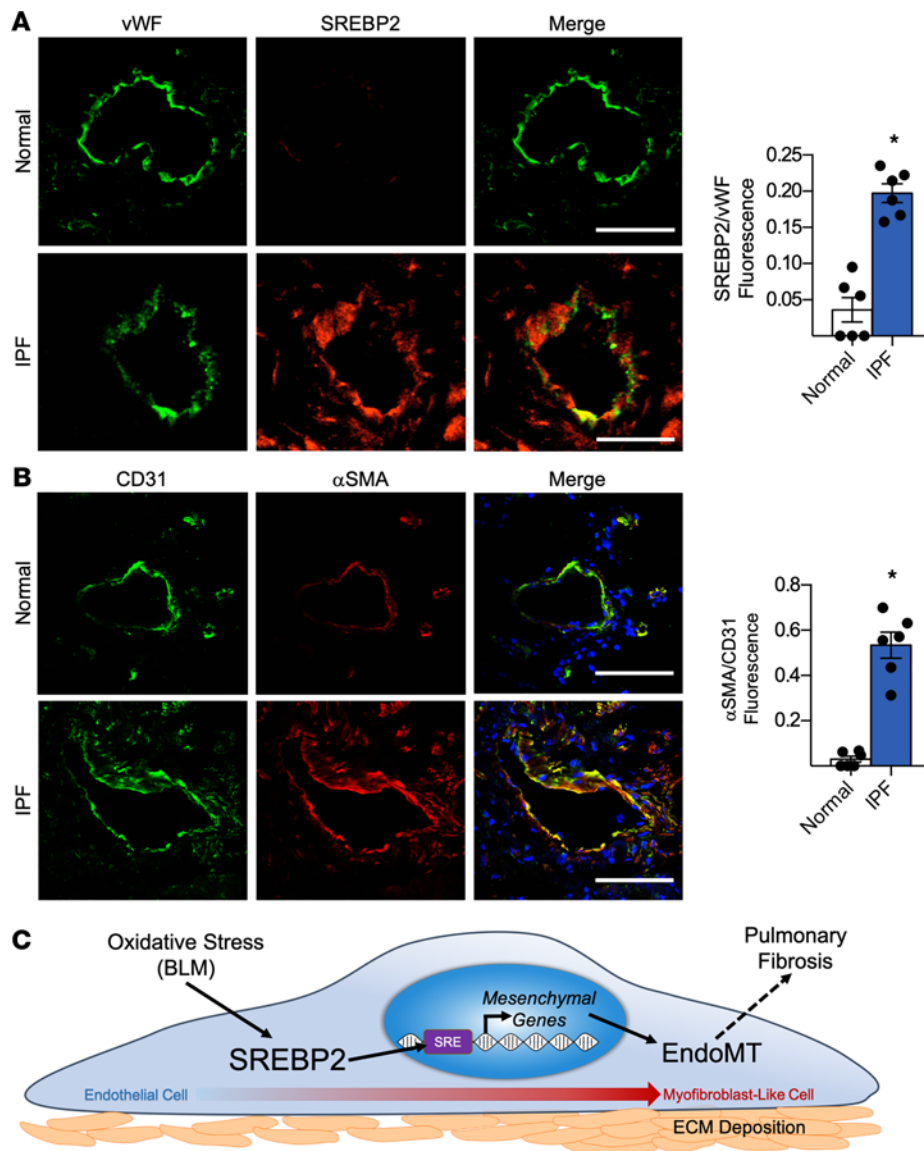 A
vWF
SREBP2
Merge
Normal
IPF
SREBP2/vWF
Fluorescence
0.25
0.20
0.15
0.10
0.05
*
Normal
IPF
B
CD31
αSMA
Merge
Normal
IPF
αSMA/CD31
Fluorescence
0.8
0.6
0.4
0.2
*
Normal
IPF
C
Oxidative Stress
(BLM)
SREBP2
SRE
Mesenchymal
Genes
EndoMT
Pulmonary
Fibrosis
Endothelial Cell
Myofibroblast-Like Cell
ECM Deposition